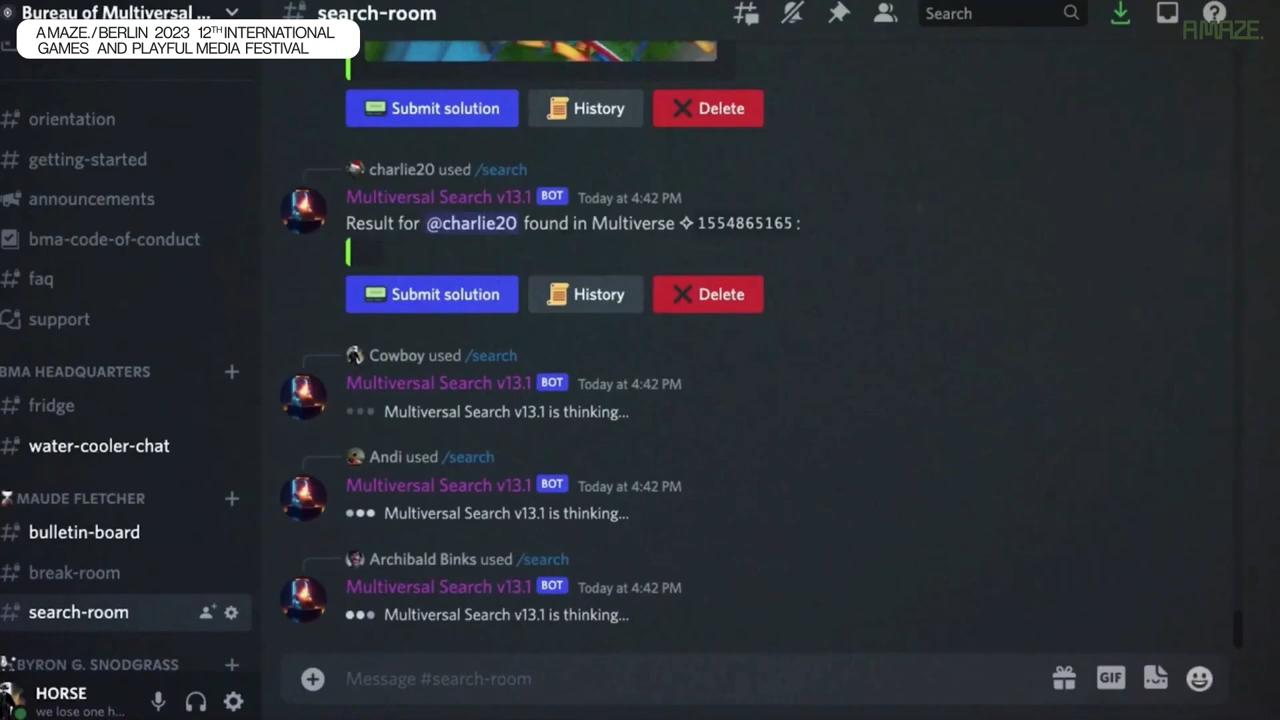 Bureau of Multiversal ...
search-room
Search
A MAZE./BERLIN 2023 12TH INTERNATIONAL
GAMES AND PLAYFUL MEDIA FESTIVAL
AMAZE.
orientation
getting-started
announcements
bma-code-of-conduct
faq
support
BMA HEADQUARTERS
fridge
water-cooler-chat
MAUDE FLETCHER
bulletin-board
break-room
search-room
BYRON G. SNODGRASS
HORSE
we lose one h...
Submit solution History Delete
charlie20 used /search
Multiversal Search v13.1 BOT Today at 4:42 PM
Result for @charlie20 found in Multiverse ✧ 1554865165 :
Submit solution History Delete
Cowboy used /search
Multiversal Search v13.1 BOT Today at 4:42 PM
Multiversal Search v13.1 is thinking...
Andi used /search
Multiversal Search v13.1 BOT Today at 4:42 PM
Multiversal Search v13.1 is thinking...
Archibald Binks used /search
Multiversal Search v13.1 BOT Today at 4:42 PM
Multiversal Search v13.1 is thinking...
Message #search-room
GIF